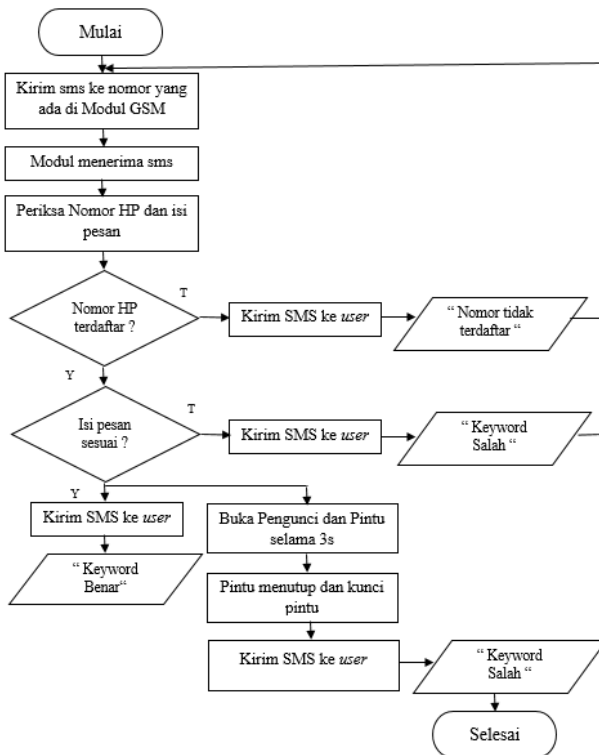 Mulai
Kirim sms ke nomor yang
ada di Modul GSM
Modul menerima sms
Periksa Nomor HP dan isi
pesan
Nomor HP
terdaftar ?
T
Kirim SMS ke user
“ Nomor tidak
terdaftar “
Y
Isi pesan
sesuai ?
T
Kirim SMS ke user
“ Keyword
Salah “
Y
Kirim SMS ke user
“ Keyword
Benar“
Buka Pengunci dan Pintu
selama 3s
Pintu menutup dan kunci
pintu
Kirim SMS ke user
“ Keyword
Salah “
Selesai